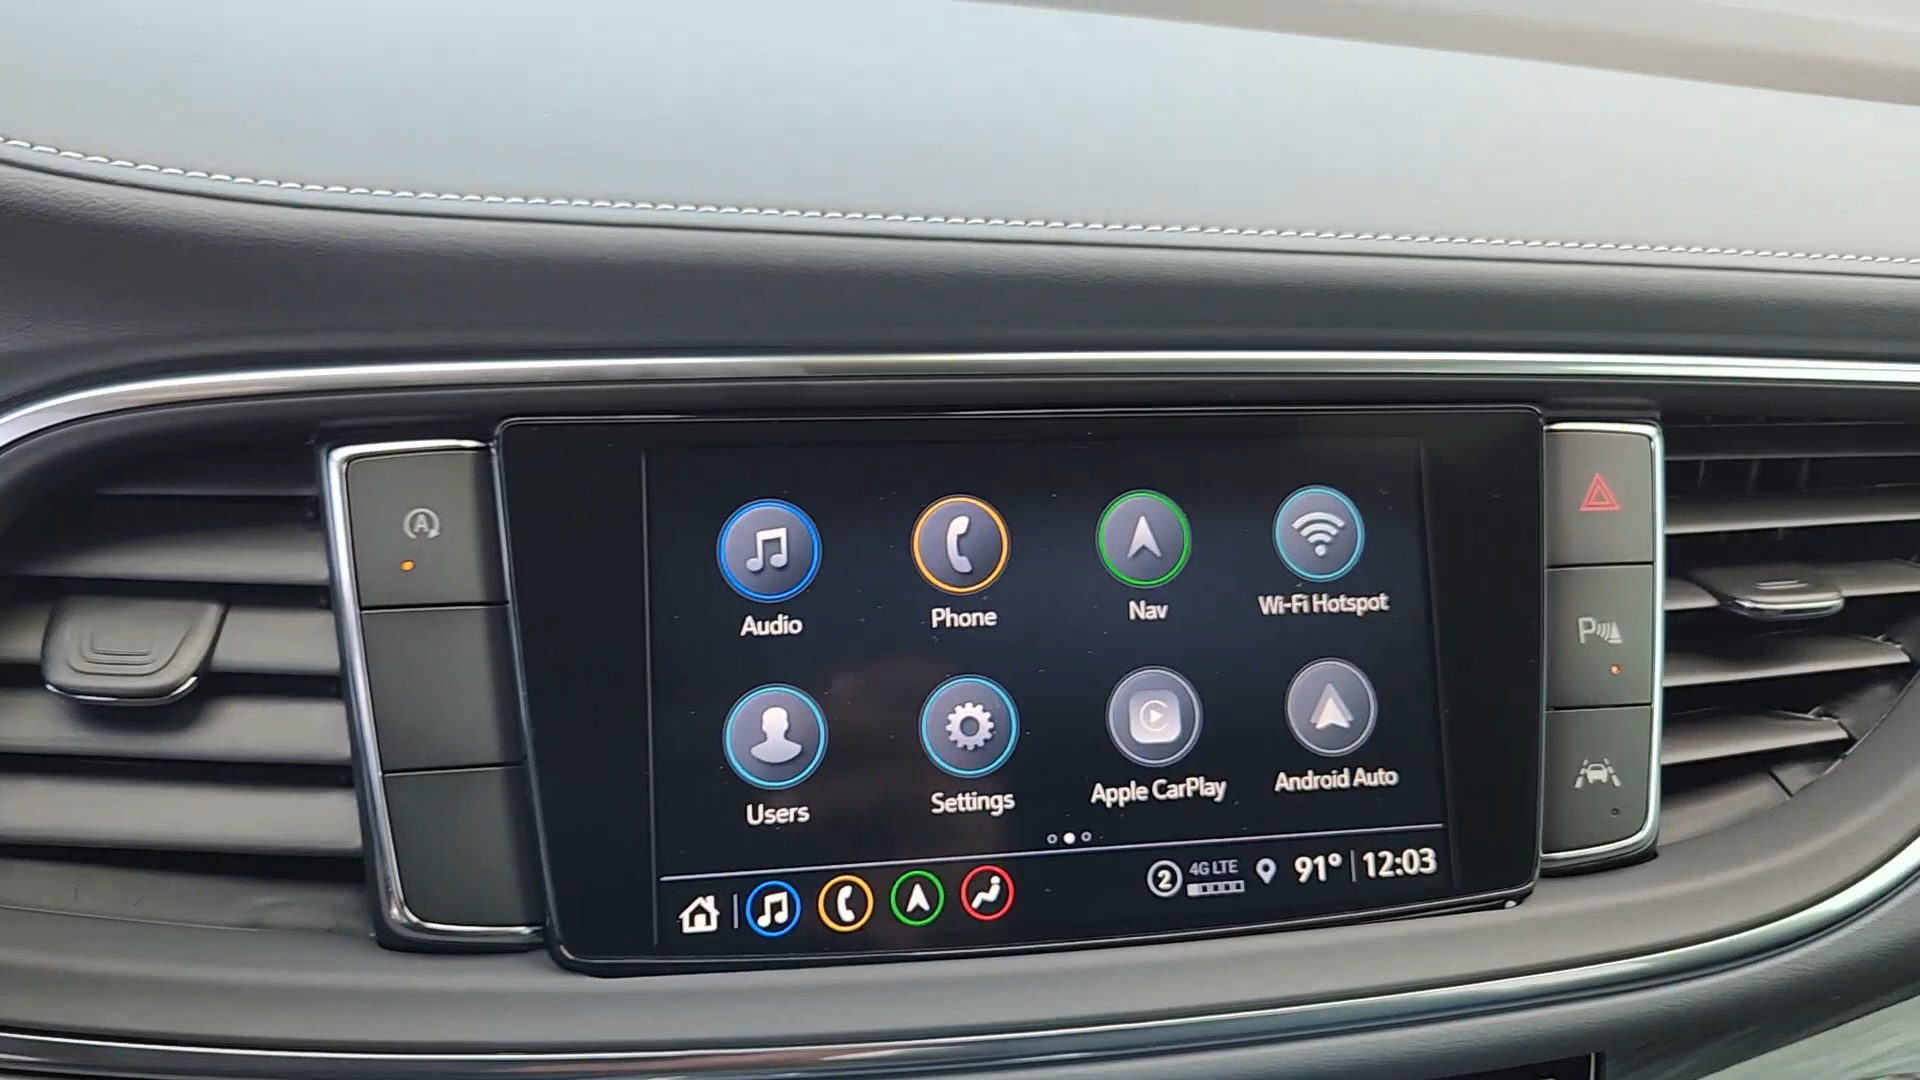 A
Audio
Phone
Nav
Wi-Fi Hotspot
P
Users
Settings
Apple CarPlay
Android Auto
2 4G LTE 91° 12:03